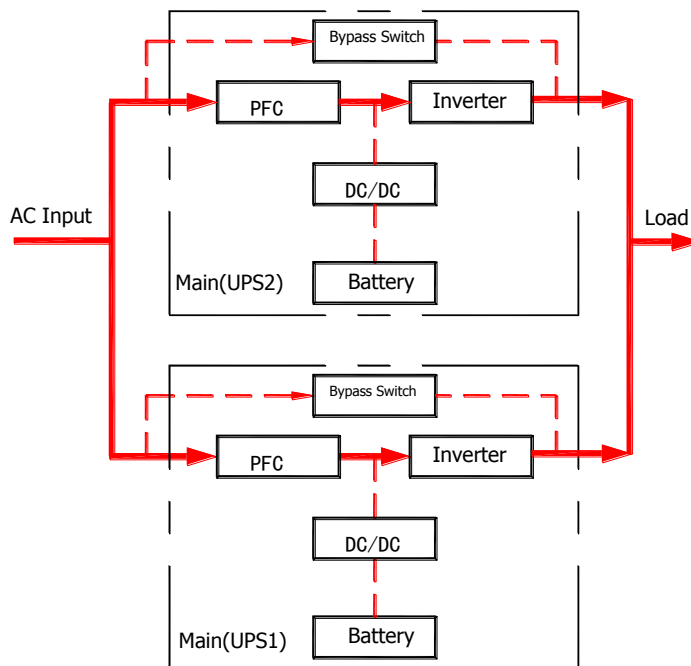 Bypass Switch
PFC
Inverter
DC/DC
AC Input
Load
Main(UPS2)
Battery
Bypass Switch
PFC
Inverter
DC/DC
Main(UPS1)
Battery